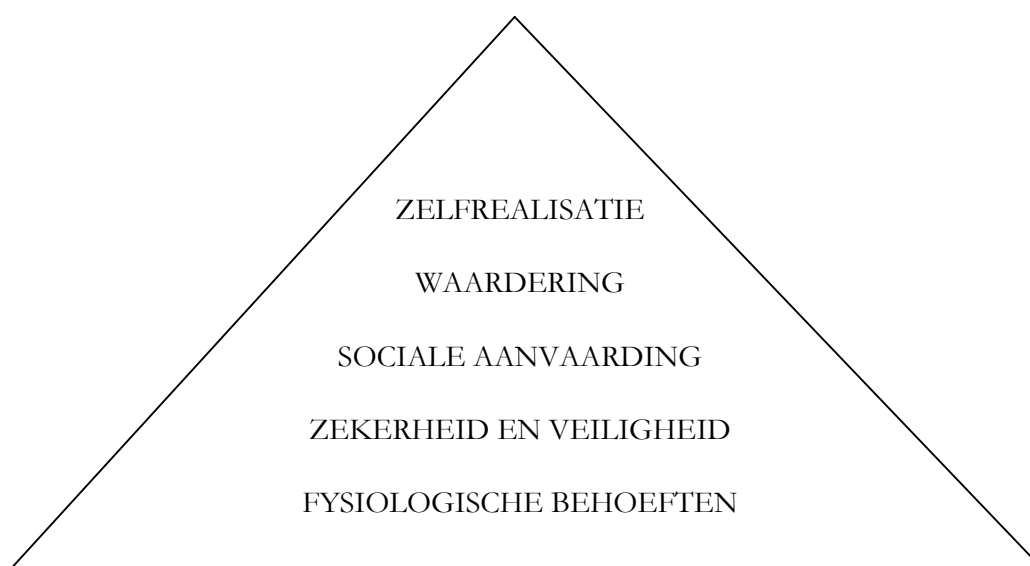 ZELFREALISATIE
WAARDERING
SOCIALE AANVAARDING
ZEKERHEID EN VEILIGHEID
FYSIOLOGISCHE BEHOEFTEN